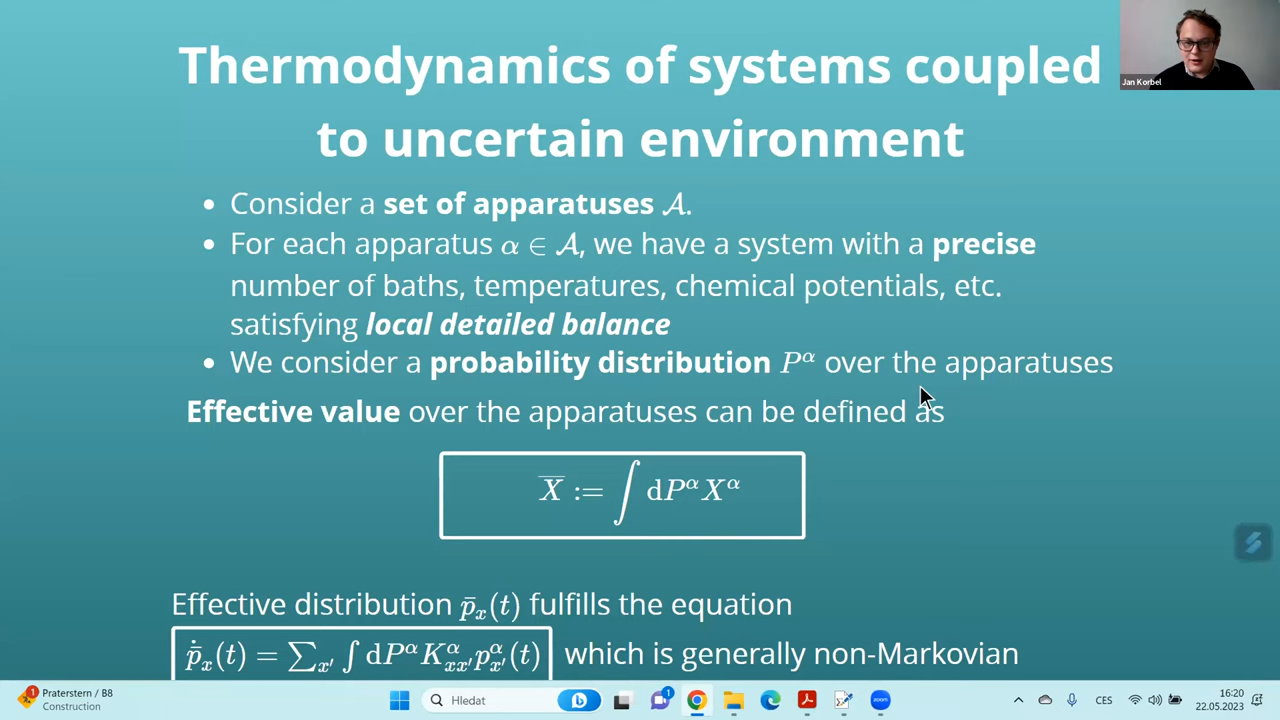 Thermodynamics of systems coupled
to uncertain environment
Jan Korbel
• Consider a set of apparatuses 𝒜.
• For each apparatus α ∈ 𝒜, we have a system with a precise
number of baths, temperatures, chemical potentials, etc.
satisfying local detailed balance
• We consider a probability distribution P^α over the apparatuses
Effective value over the apparatuses can be defined as
X̅ := ∫ dP^α X^α
Effective distribution p̄_x(t) fulfills the equation
ṗ̄_x(t) = ∑_{x'} ∫ dP^α K^α_{xx'} p^α_{x'}(t) which is generally non-Markovian
1
Praterstern / B8
Construction
Hledat
1
zoom
CES
16:20
22.05.2023